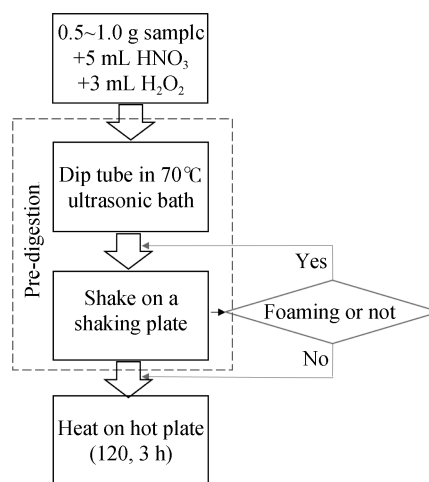 0.5~1.0 g samplc
+5 mL HNO₃
+3 mL H₂O₂
Pre-digestion
Dip tube in 70℃
ultrasonic bath
Yes
Shake on a
shaking plate
Foaming or not
No
Heat on hot plate
(120, 3 h)